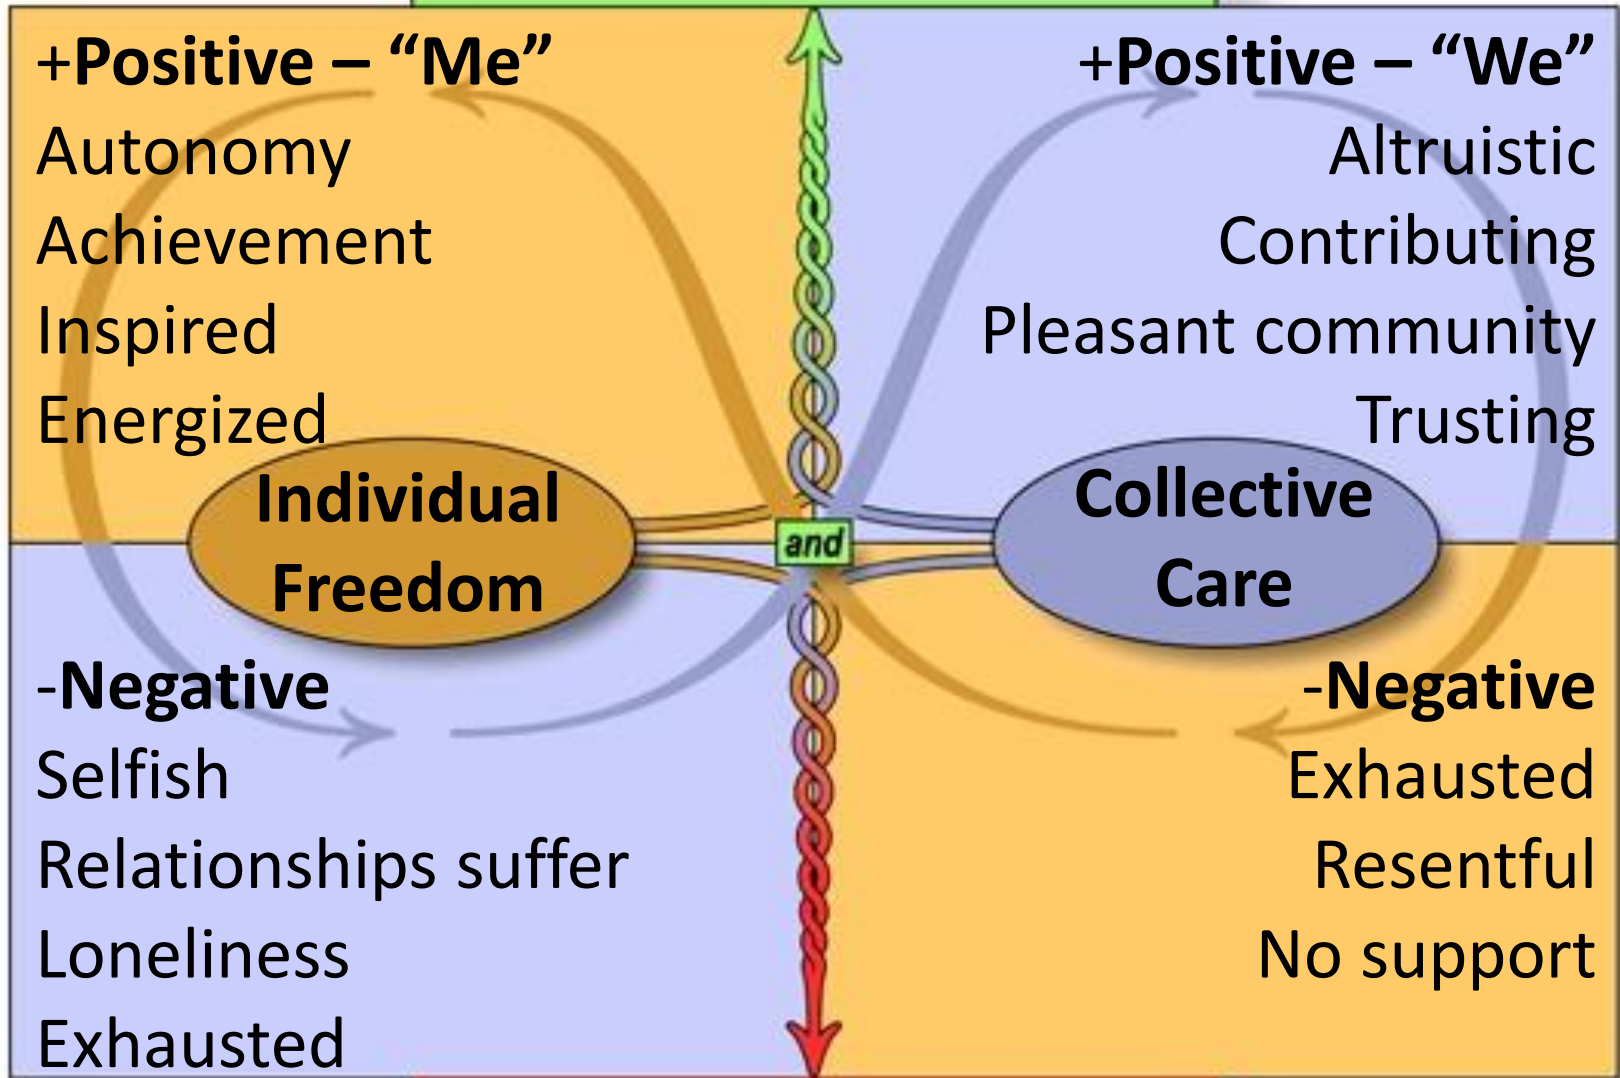 +Positive – “Me”
Autonomy
Achievement
Inspired
Energized
+Positive – “We”
Altruistic
Contributing
Pleasant community
Trusting
Individual
Freedom
and
Collective
Care
-Negative
Selfish
Relationships suffer
Loneliness
Exhausted
-Negative
Exhausted
Resentful
No support